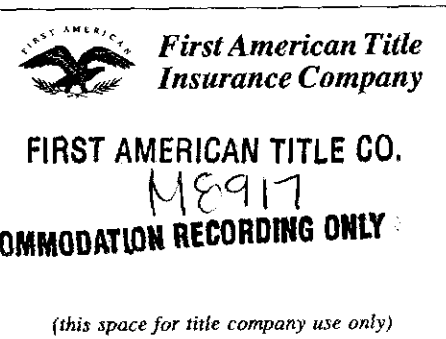 FIRST AMERICAN
First American Title
Insurance Company
FIRST AMERICAN TITLE CO.
M8917
OMMODATION RECORDING ONLY
(this space for title company use only)